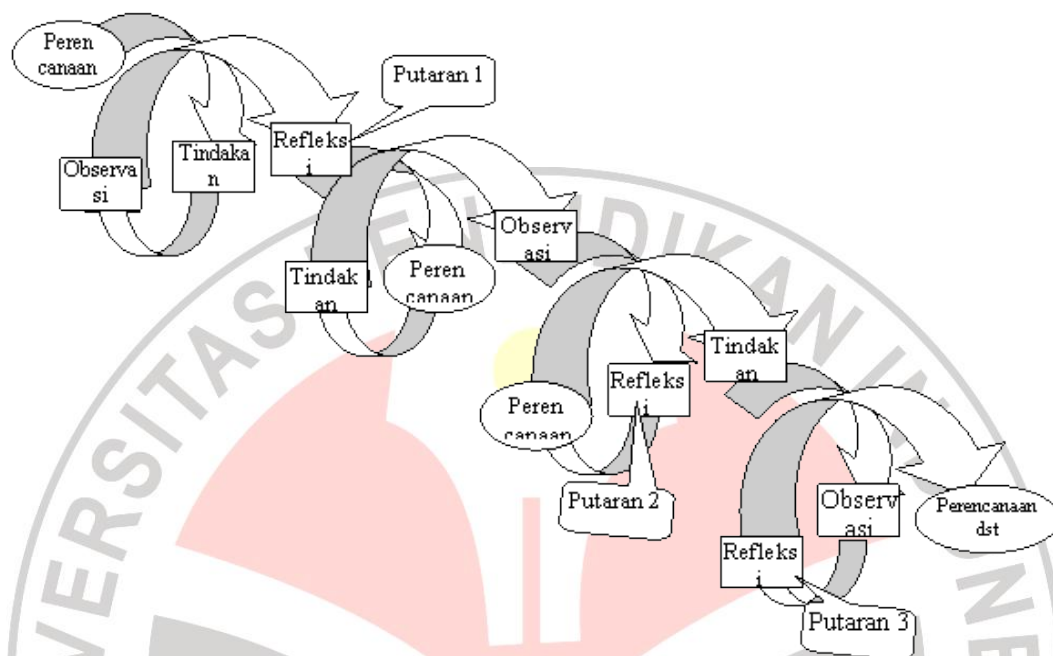 Peren
canaan
Putaran 1
Tindaka
n
Refleks
i
Observa
si
Observ
asi
Tindak
an
Peren
canaan
Tindak
an
Refleks
i
Peren
canaan
Putaran 2
Observ
asi
Perencanaan
dst
Refleks
i
Putaran 3